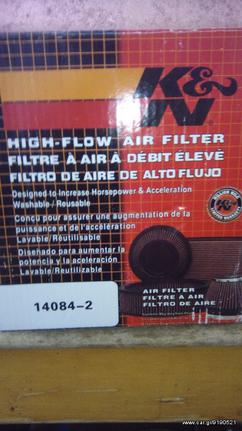 K&N
HIGH-FLOW AIR FILTER
FILTRE À AIR À DÉBIT ÉLEVÉ
FILTRO DE AIRE DE ALTO FLUJO
Designed to Increase Horsepower & Acceleration
Washable / Reusable
Conçu pour assurer une augmentation de la
puissance et de l'accélération
Lavable/Reutilisable
Diseñado para aumentar la
potencia y la aceleración
Lavable/Reutilizable
K&N
14084-2
AIR FILTER
FILTRE A AIR
FILTRO DE AIRE
www.car.gr/9190521